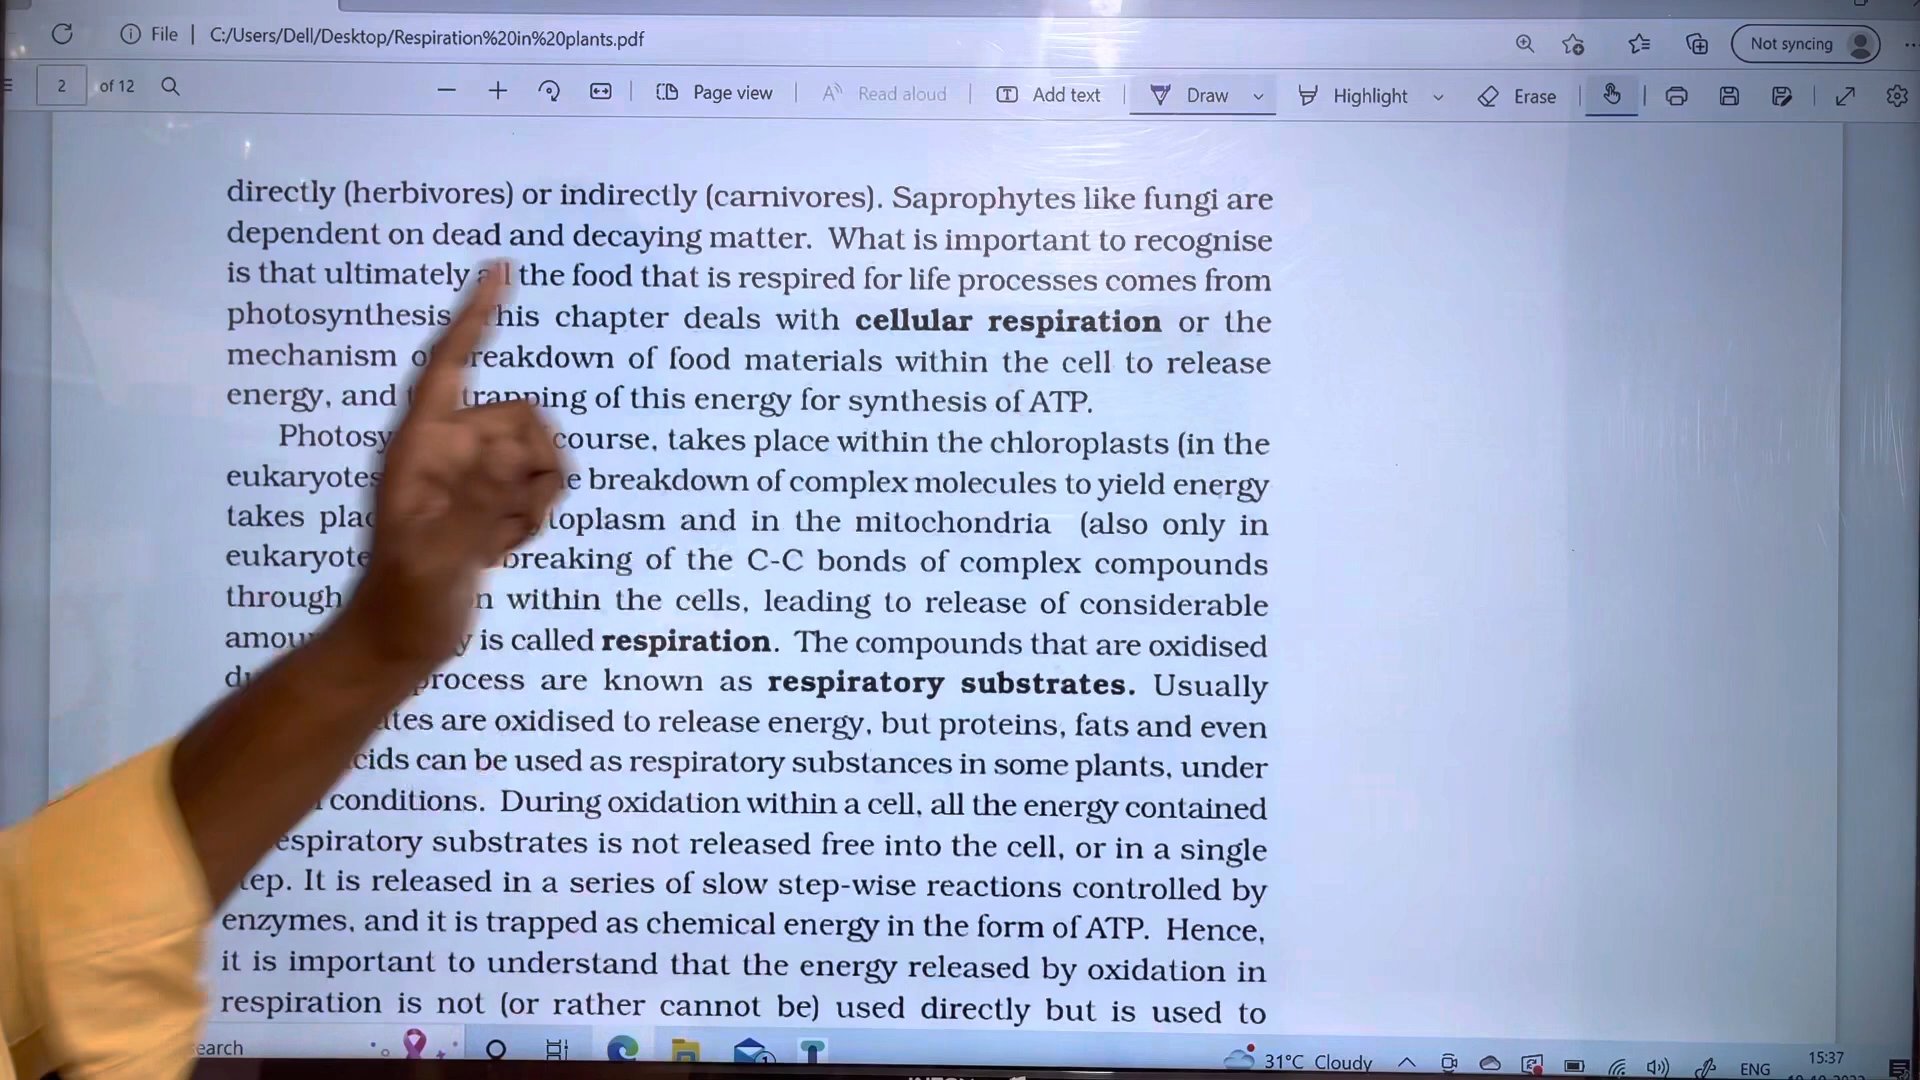 File | C:/Users/Dell/Desktop/Respiration%20in%20plants.pdf
Not syncing
2 of 12
Page view
Read aloud
Add text
Draw
Highlight
Erase
directly (herbivores) or indirectly (carnivores). Saprophytes like fungi are
dependent on dead and decaying matter. What is important to recognise
is that ultimately all the food that is respired for life processes comes from
photosynthesis This chapter deals with cellular respiration or the
mechanism of breakdown of food materials within the cell to release
energy, and trapping of this energy for synthesis of ATP.
course, takes place within the chloroplasts (in the
eukaryotes breakdown of complex molecules to yield energy
takes and in the mitochondria (also only in
breaking of the C-C bonds of complex compounds
through within the cells, leading to release of considerable
is called respiration. The compounds that are oxidised
process are known as respiratory substrates. Usually
are oxidised to release energy, but proteins, fats and even
can be used as respiratory substances in some plants, under
conditions. During oxidation within a cell, all the energy contained
respiratory substrates is not released free into the cell, or in a single
step. It is released in a series of slow step-wise reactions controlled by
enzymes, and it is trapped as chemical energy in the form of ATP. Hence,
it is important to understand that the energy released by oxidation in
respiration is not (or rather cannot be) used directly but is used to
31°C Cloudy
ENG
15:37